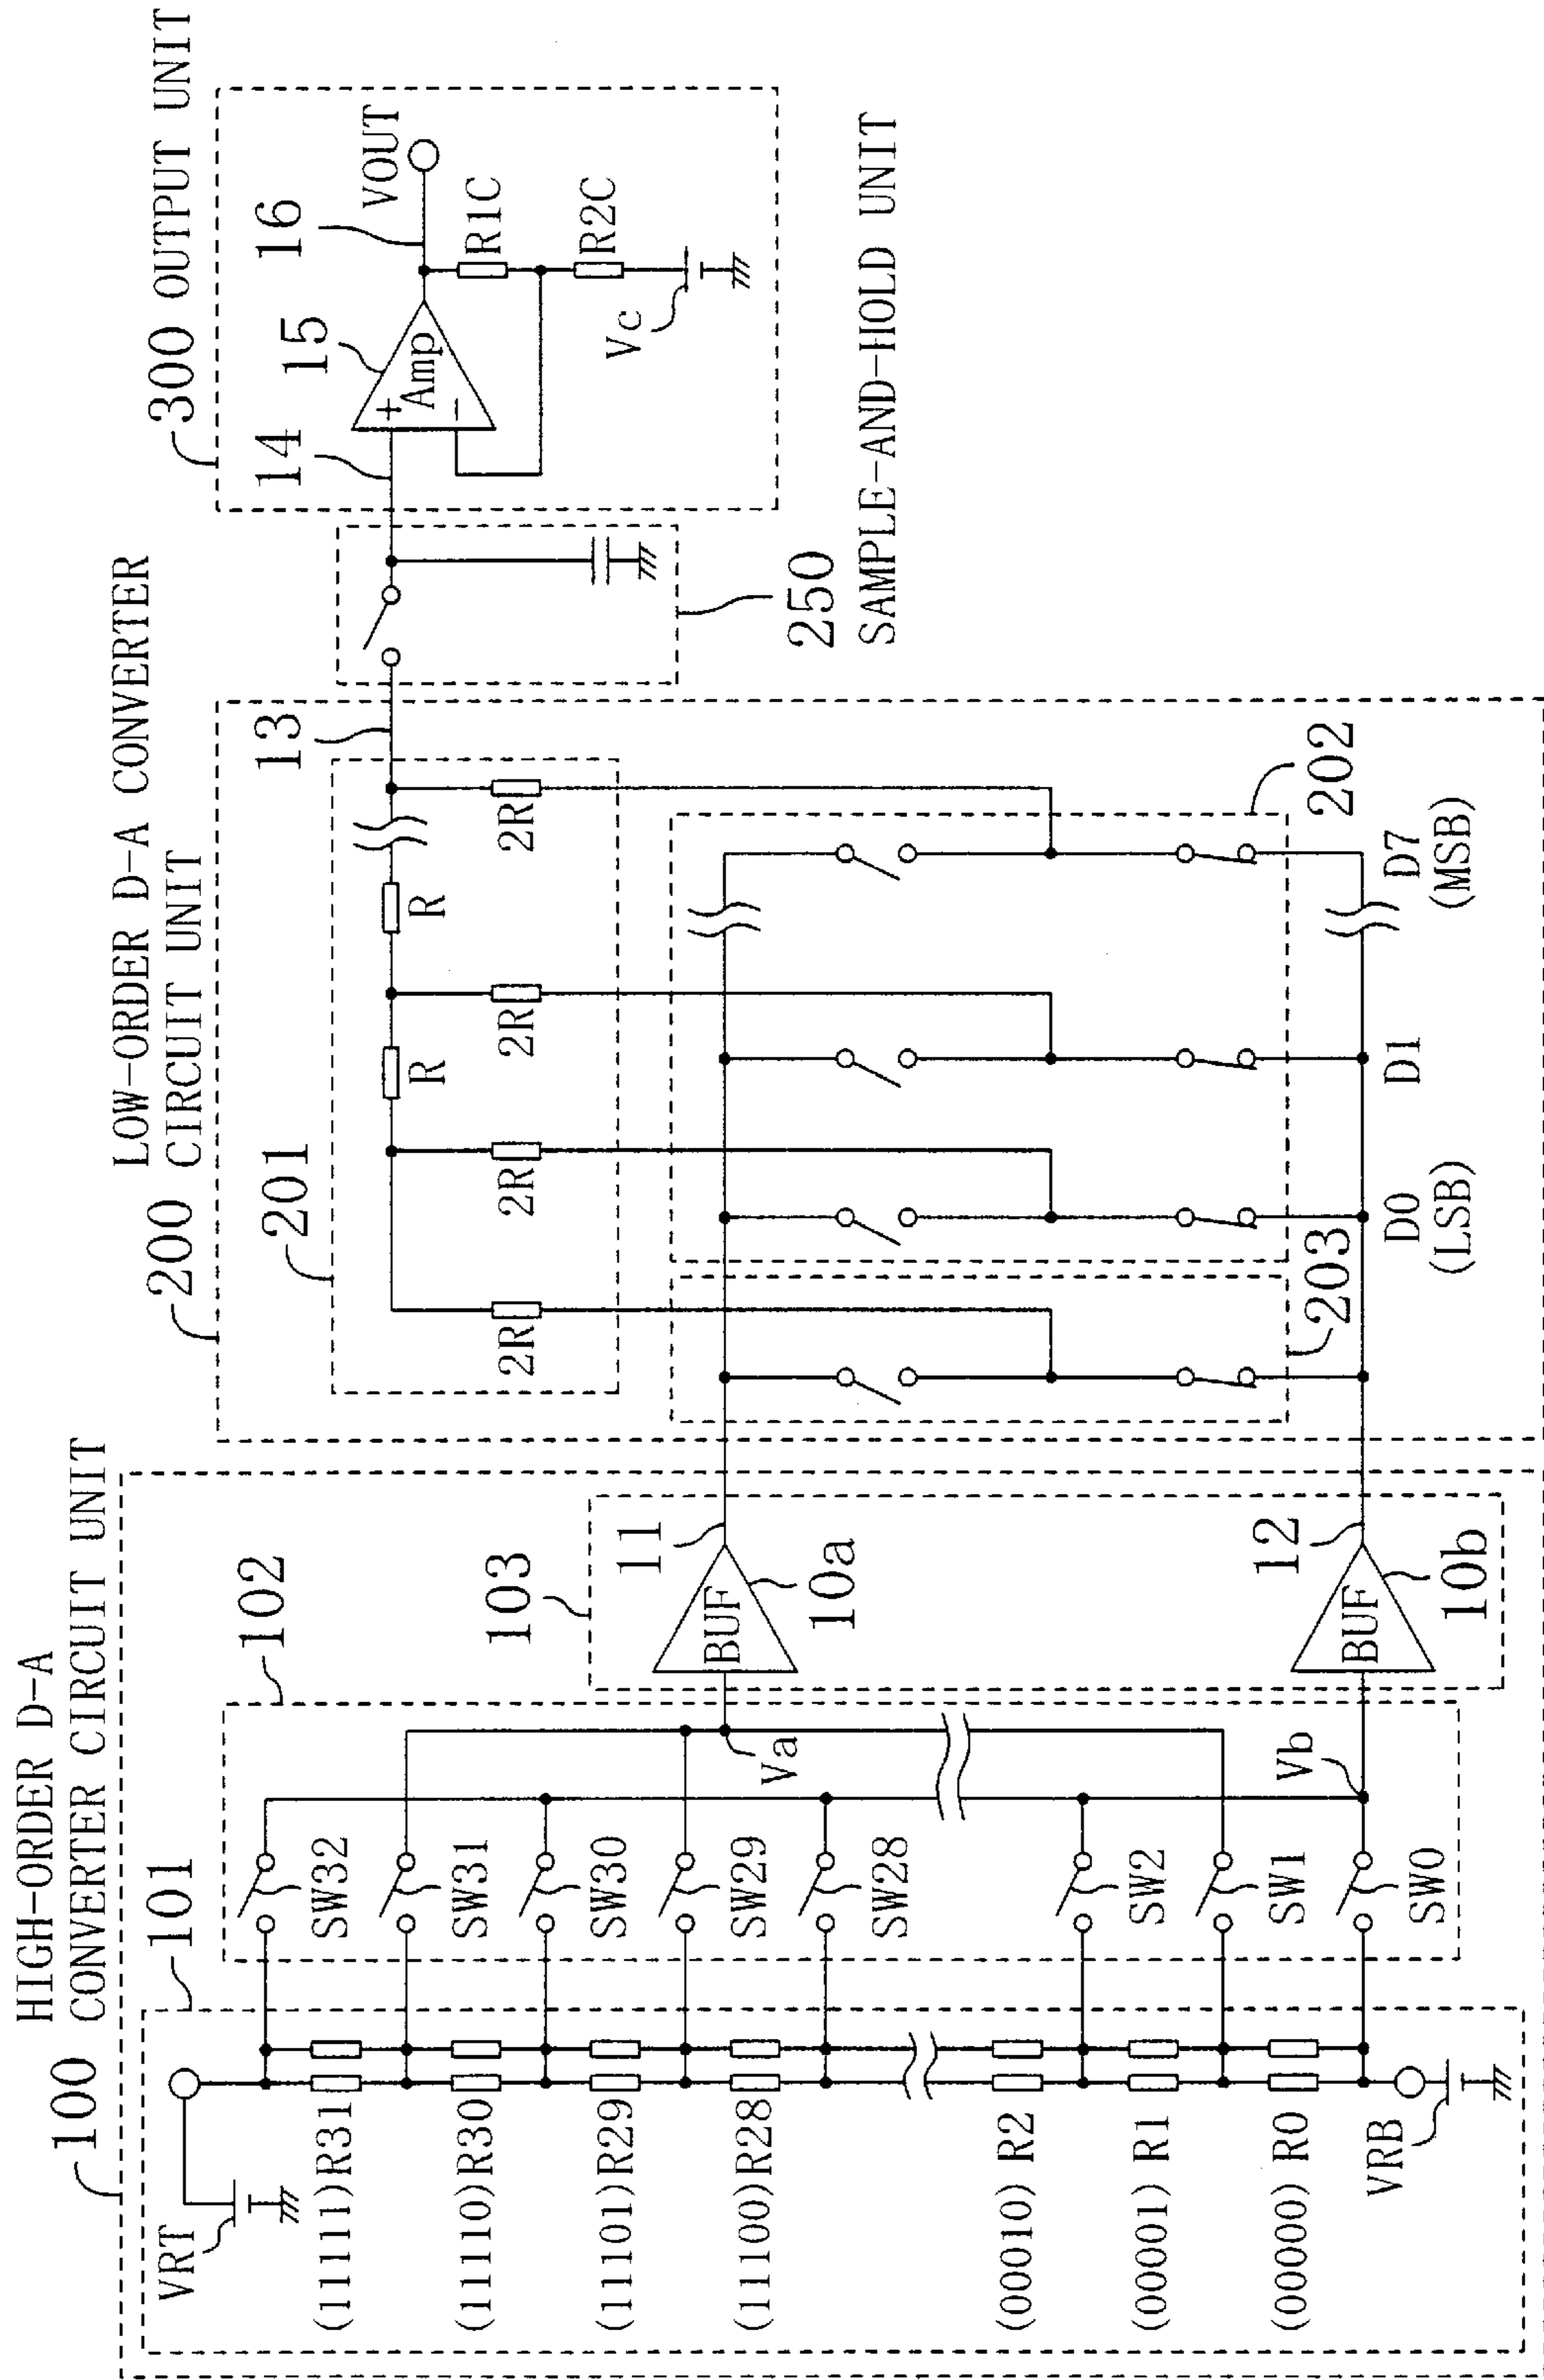 HIGH-ORDER D-A
100 CONVERTER CIRCUIT UNIT
101
102
103
VRT
(11111)R31
(11110)R30
(11101)R29
(11100)R28
(00010) R2
(00001) R1
(00000) R0
VRB
SW32
SW31
SW30
SW29
SW28
SW2
SW1
SW0
Va
Vb
BUF
10a
11
BUF
10b
12
LOW-ORDER D-A CONVERTER
200 CIRCUIT UNIT
201
13
R
R
2R
2R
2R
2R
203
202
D0
(LSB)
D1
D7
(MSB)
250
SAMPLE-AND-HOLD UNIT
300 OUTPUT UNIT
14
15
16
+
-
Amp
VOUT
R1C
R2C
Vc